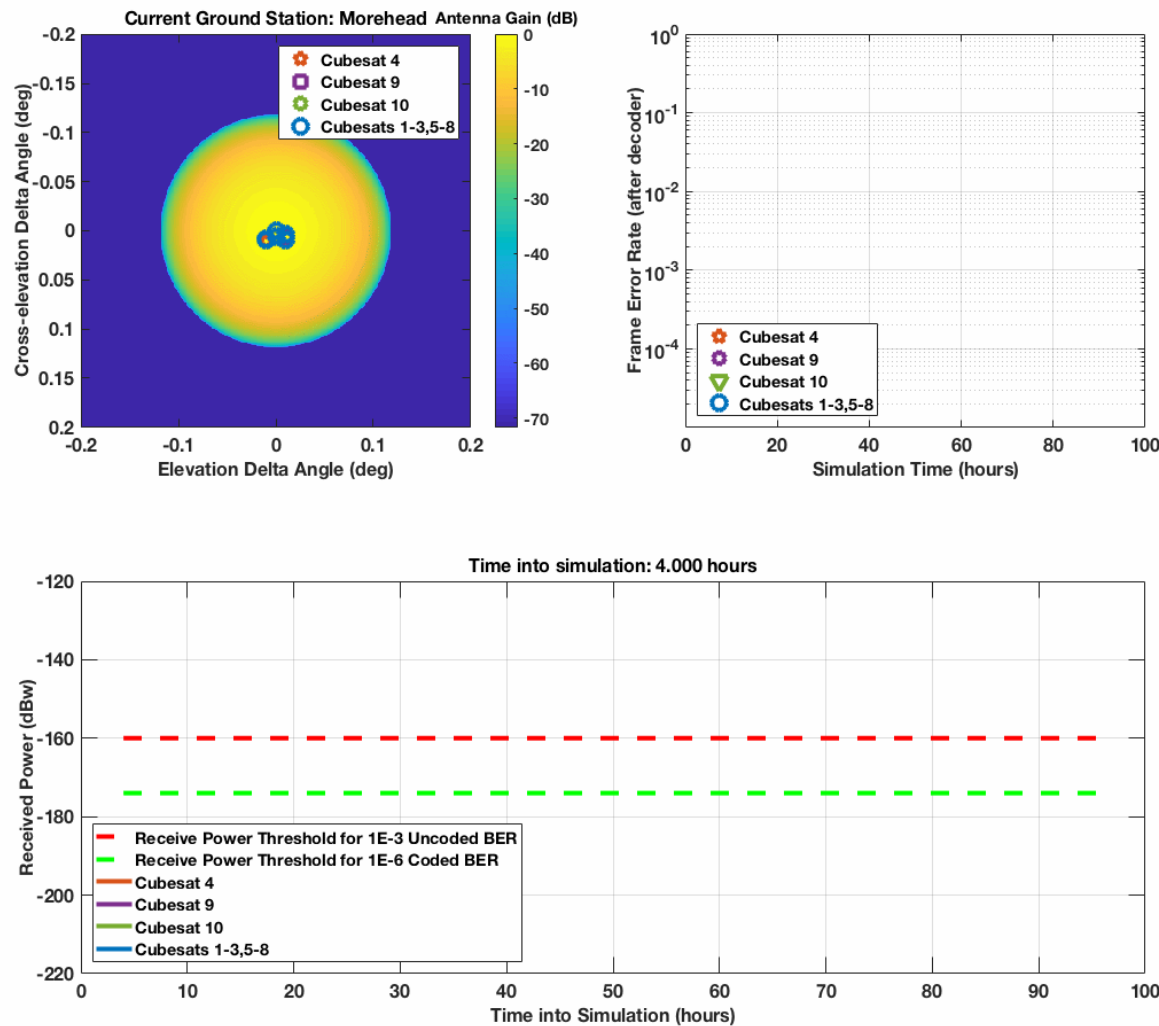 Current Ground Station: Morehead
Antenna Gain (dB)
Cross-elevation Delta Angle (deg)
-0.2
-0.15
-0.1
-0.05
0
0.05
0.1
0.15
0.2
Cubesat 4
Cubesat 9
Cubesat 10
Cubesats 1-3,5-8
-0.2
-0.1
0
0.1
0.2
Elevation Delta Angle (deg)
0
-10
-20
-30
-40
-50
-60
-70
Frame Error Rate (after decoder)
10^0
10^-1
10^-2
10^-3
10^-4
Cubesat 4
Cubesat 9
Cubesat 10
Cubesats 1-3,5-8
0
20
40
60
80
100
Simulation Time (hours)
Time into simulation: 4.000 hours
Received Power (dBw)
-120
-140
-160
-180
-200
-220
Receive Power Threshold for 1E-3 Uncoded BER
Receive Power Threshold for 1E-6 Coded BER
Cubesat 4
Cubesat 9
Cubesat 10
Cubesats 1-3,5-8
0
10
20
30
40
50
60
70
80
90
100
Time into Simulation (hours)